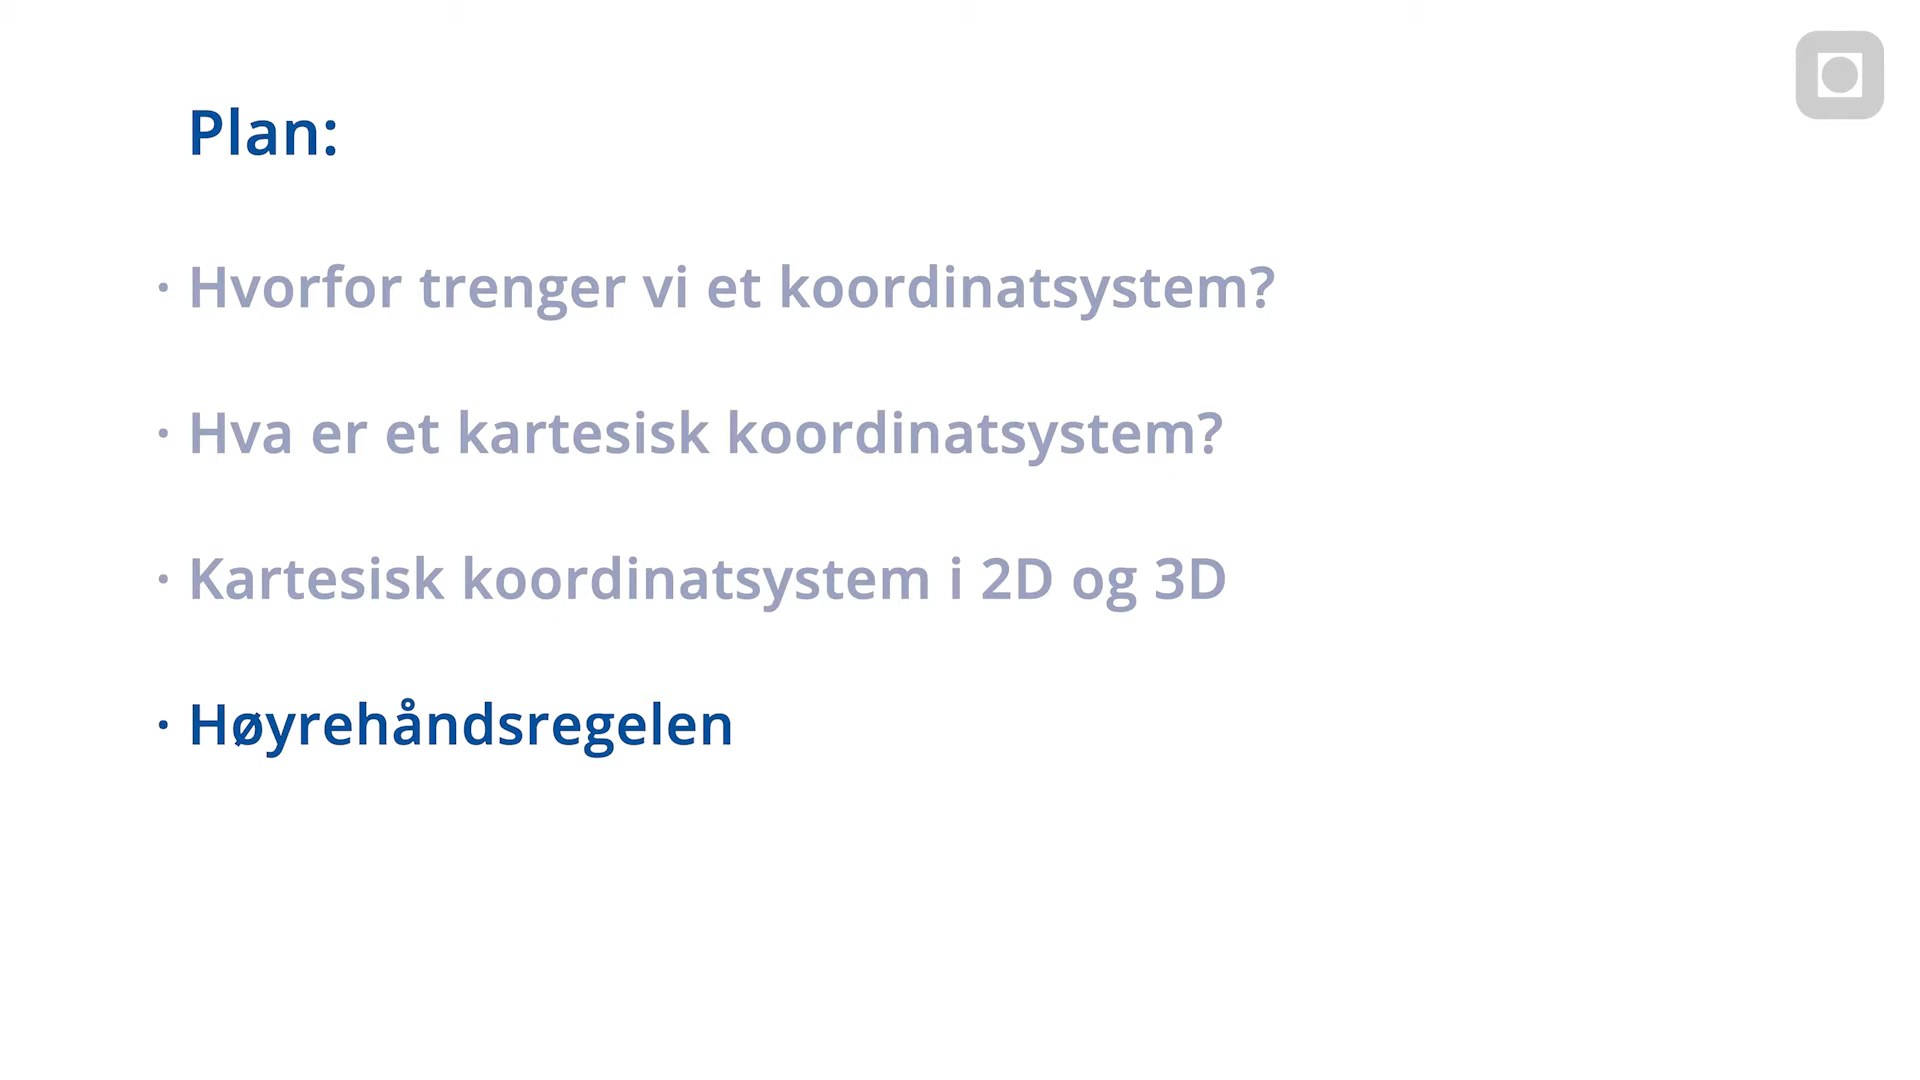 Plan:
· Hvorfor trenger vi et koordinatsystem?
· Hva er et kartesisk koordinatsystem?
· Kartesisk koordinatsystem i 2D og 3D
· Høyrehåndsregelen